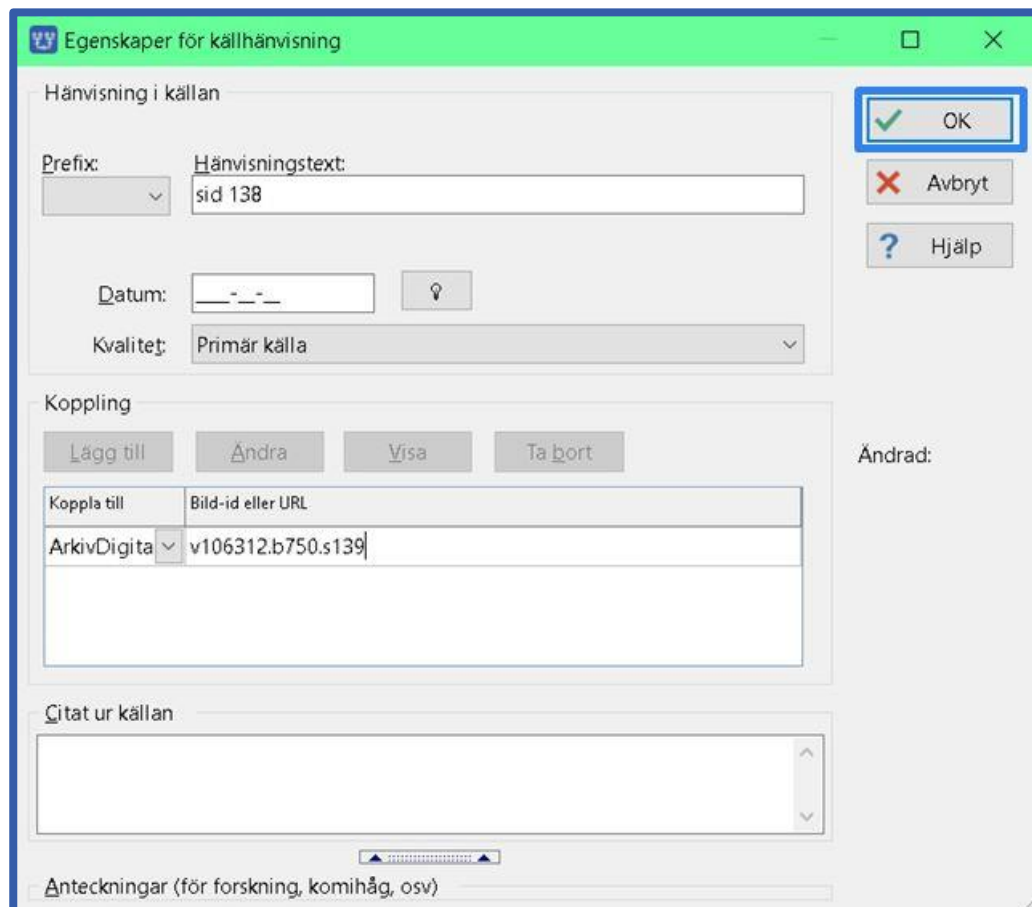 Egenskaper för källhänvisning
Hänvisning i källan
OK
Prefix: Hänvisningstext:
sid 138
Avbryt
Hjälp
Datum: ___-__-__
Kvalitet: Primär källa
Koppling
Lägg till Ändra Visa Ta bort
Ändrad:
Koppla till Bild-id eller URL
ArkivDigita v106312.b750.s139
Citat ur källan
Anteckningar (för forskning, komihåg, osv)